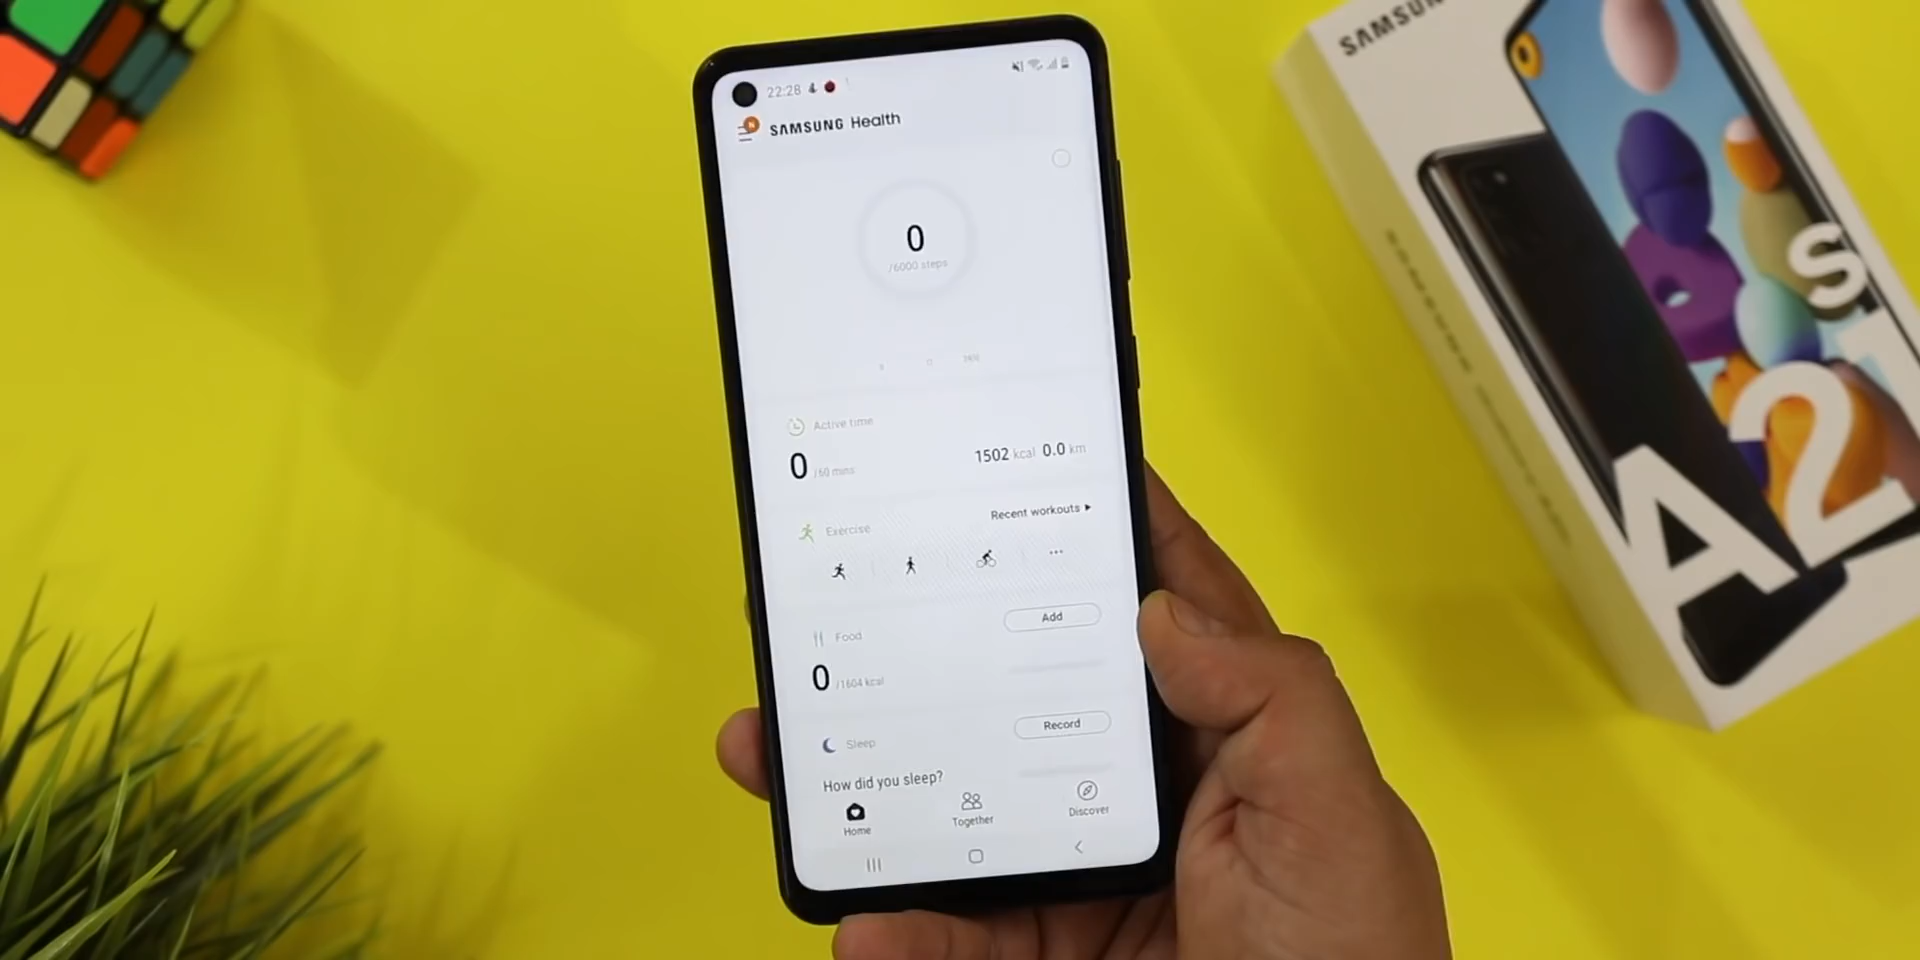 22:28
SAMSUNG Health
0
/6000 steps
Active time
0 /60 mins
1502 kcal 0.0 km
Exercise
Recent workouts
Food
Add
0 /1604 kcal
Sleep
Record
How did you sleep?
Home
Together
Discover
SAMSUN
A21
s